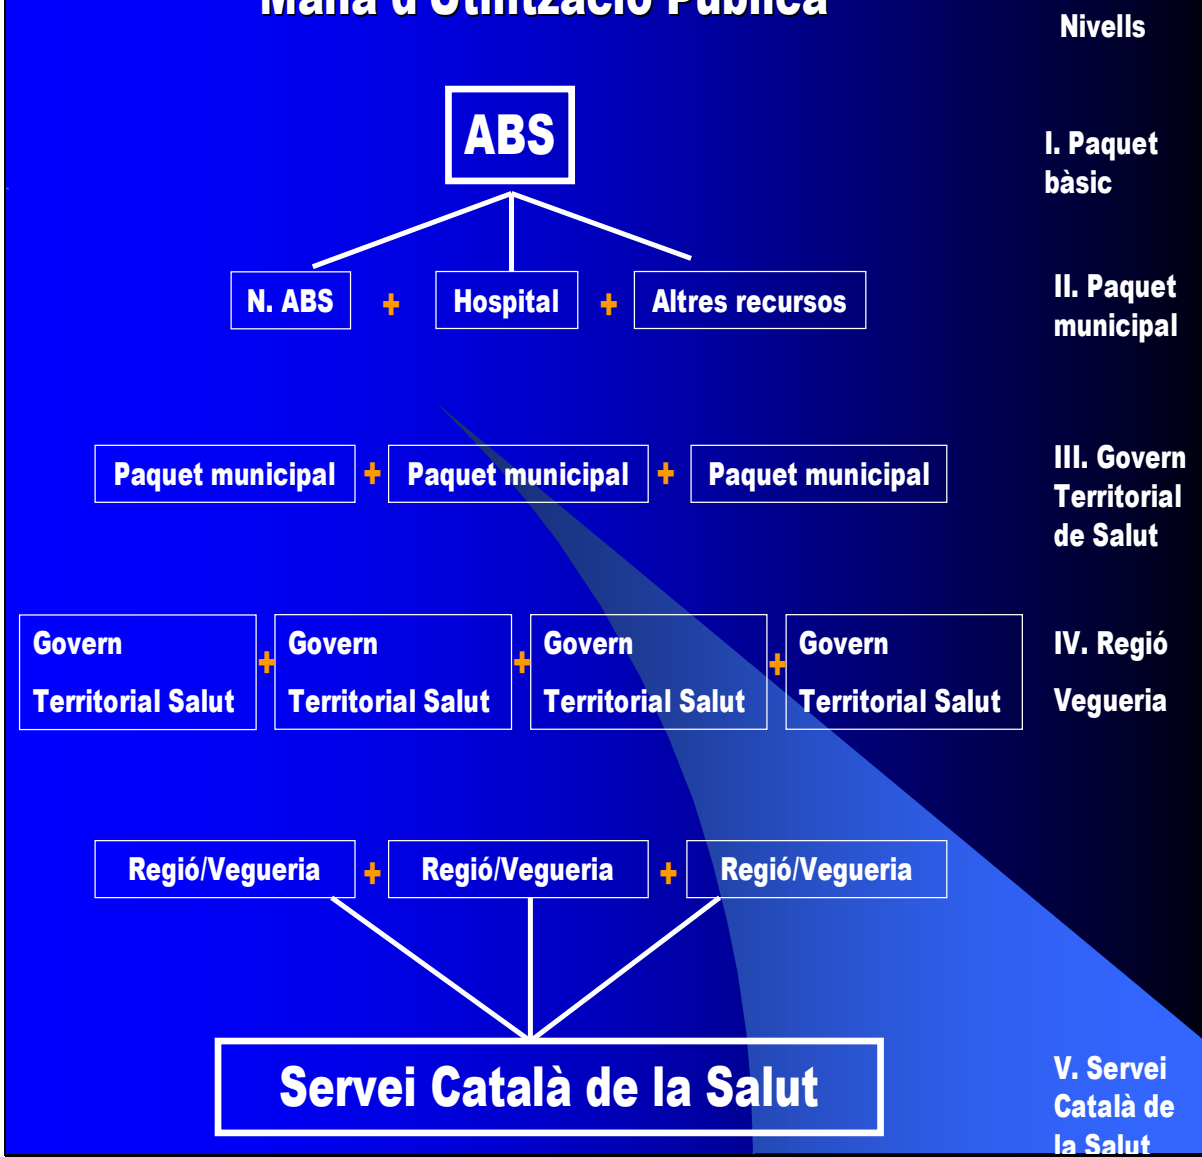 d'Utilització Pública
Nivells
ABS
I. Paquet
bàsic
N. ABS + Hospital + Altres recursos
II. Paquet
municipal
Paquet municipal + Paquet municipal + Paquet municipal
III. Govern
Territorial
de Salut
Govern
Territorial Salut
+
Govern
Territorial Salut
+
Govern
Territorial Salut
+
Govern
Territorial Salut
IV. Regió
Vegueria
Regió/Vegueria + Regió/Vegueria + Regió/Vegueria
Servei Català de la Salut
V. Servei
Català de
la Salut